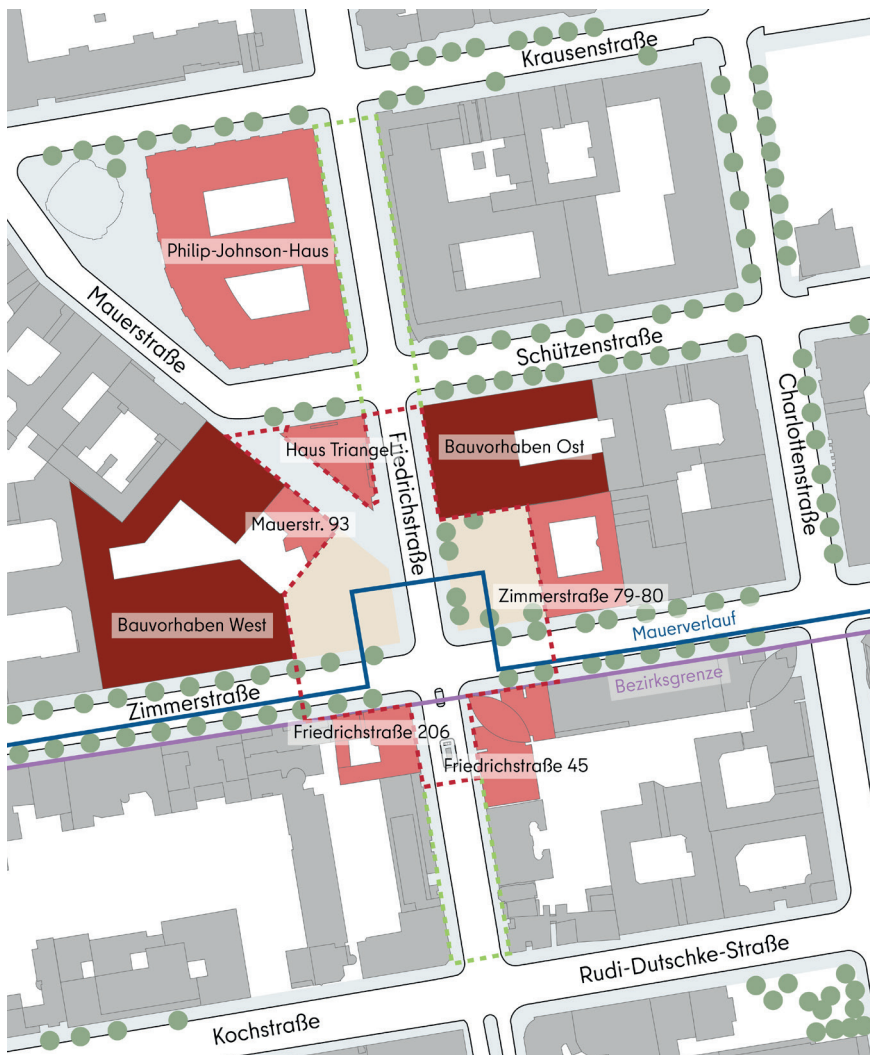 Krausenstraße
Philip-Johnson-Haus
Mauerstraße
Schützenstraße
Charlottenstraße
Haus Triangel
Friedrichstraße
Bauvorhaben Ost
Mauerstr. 93
Bauvorhaben West
Zimmerstraße 79-80
Mauerverlauf
Bezirksgrenze
Zimmerstraße
Friedrichstraße 206
Friedrichstraße 45
Rudi-Dutschke-Straße
Kochstraße